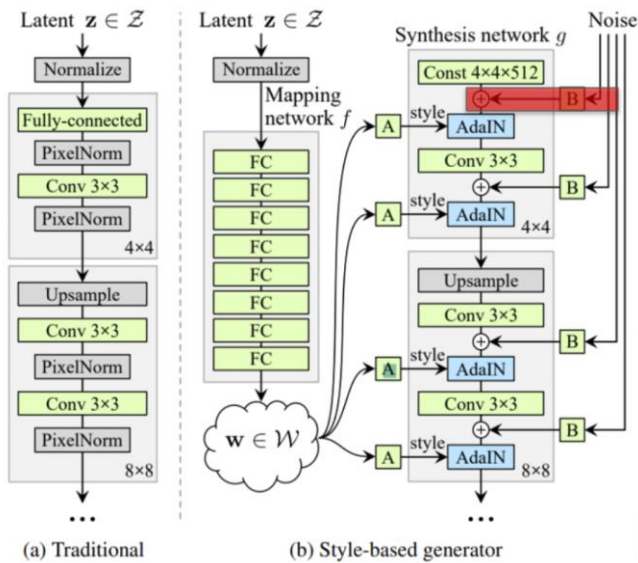 Latent z ∈ Z
Normalize
Fully-connected
PixelNorm
Conv 3×3
PixelNorm
4×4
Upsample
Conv 3×3
PixelNorm
Conv 3×3
PixelNorm
8×8
...
(a) Traditional
Latent z ∈ Z
Normalize
Mapping
network f
FC
FC
FC
FC
FC
FC
FC
FC
w ∈ W
A
A
A
A
style
style
style
style
Noise
Synthesis network g
Const 4×4×512
B
AdaIN
Conv 3×3
B
AdaIN
4×4
Upsample
Conv 3×3
B
AdaIN
Conv 3×3
B
AdaIN
8×8
...
(b) Style-based generator